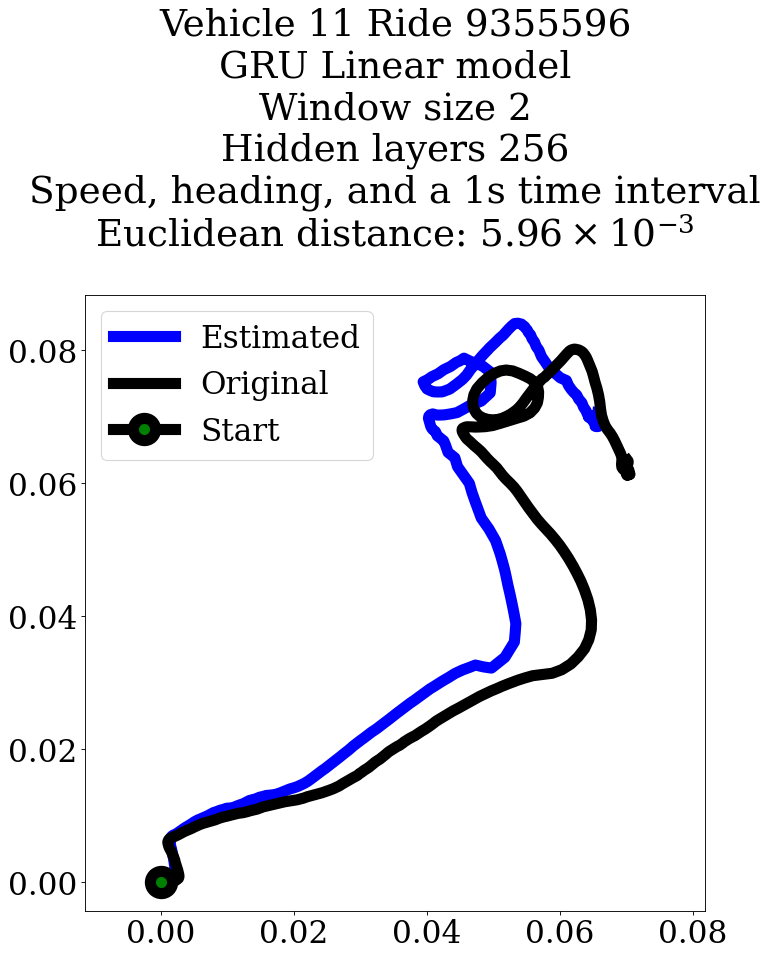 Vehicle 11 Ride 9355596
GRU Linear model
Window size 2
Hidden layers 256
Speed, heading, and a 1s time interval
Euclidean distance: 5.96 × 10⁻³
Estimated
Original
Start
0.08
0.06
0.04
0.02
0.00
0.00 0.02 0.04 0.06 0.08